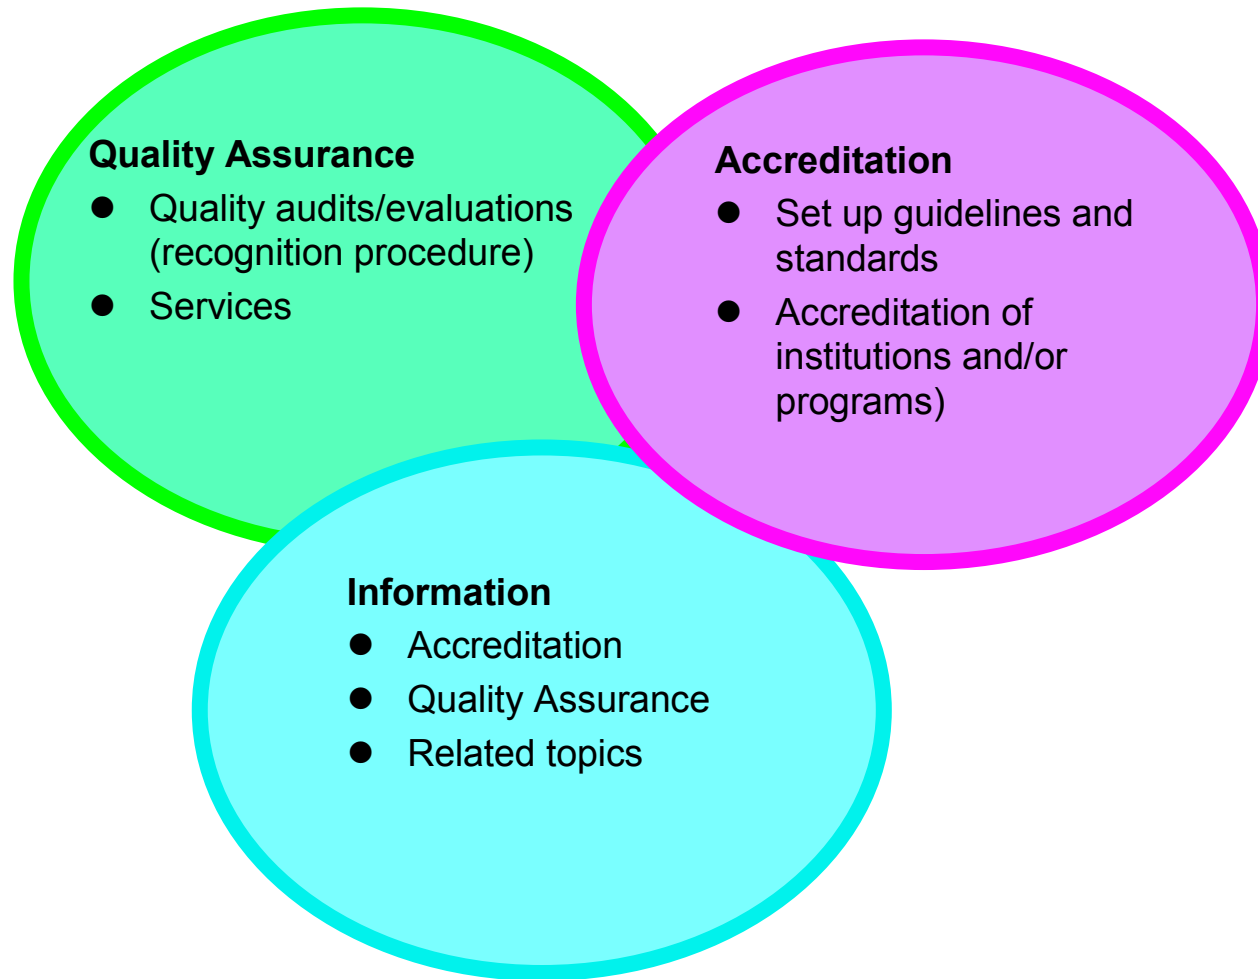 Quality Assurance
● Quality audits/evaluations
(recognition procedure)
● Services
Accreditation
● Set up guidelines and
standards
● Accreditation of
institutions and/or
programs)
Information
● Accreditation
● Quality Assurance
● Related topics